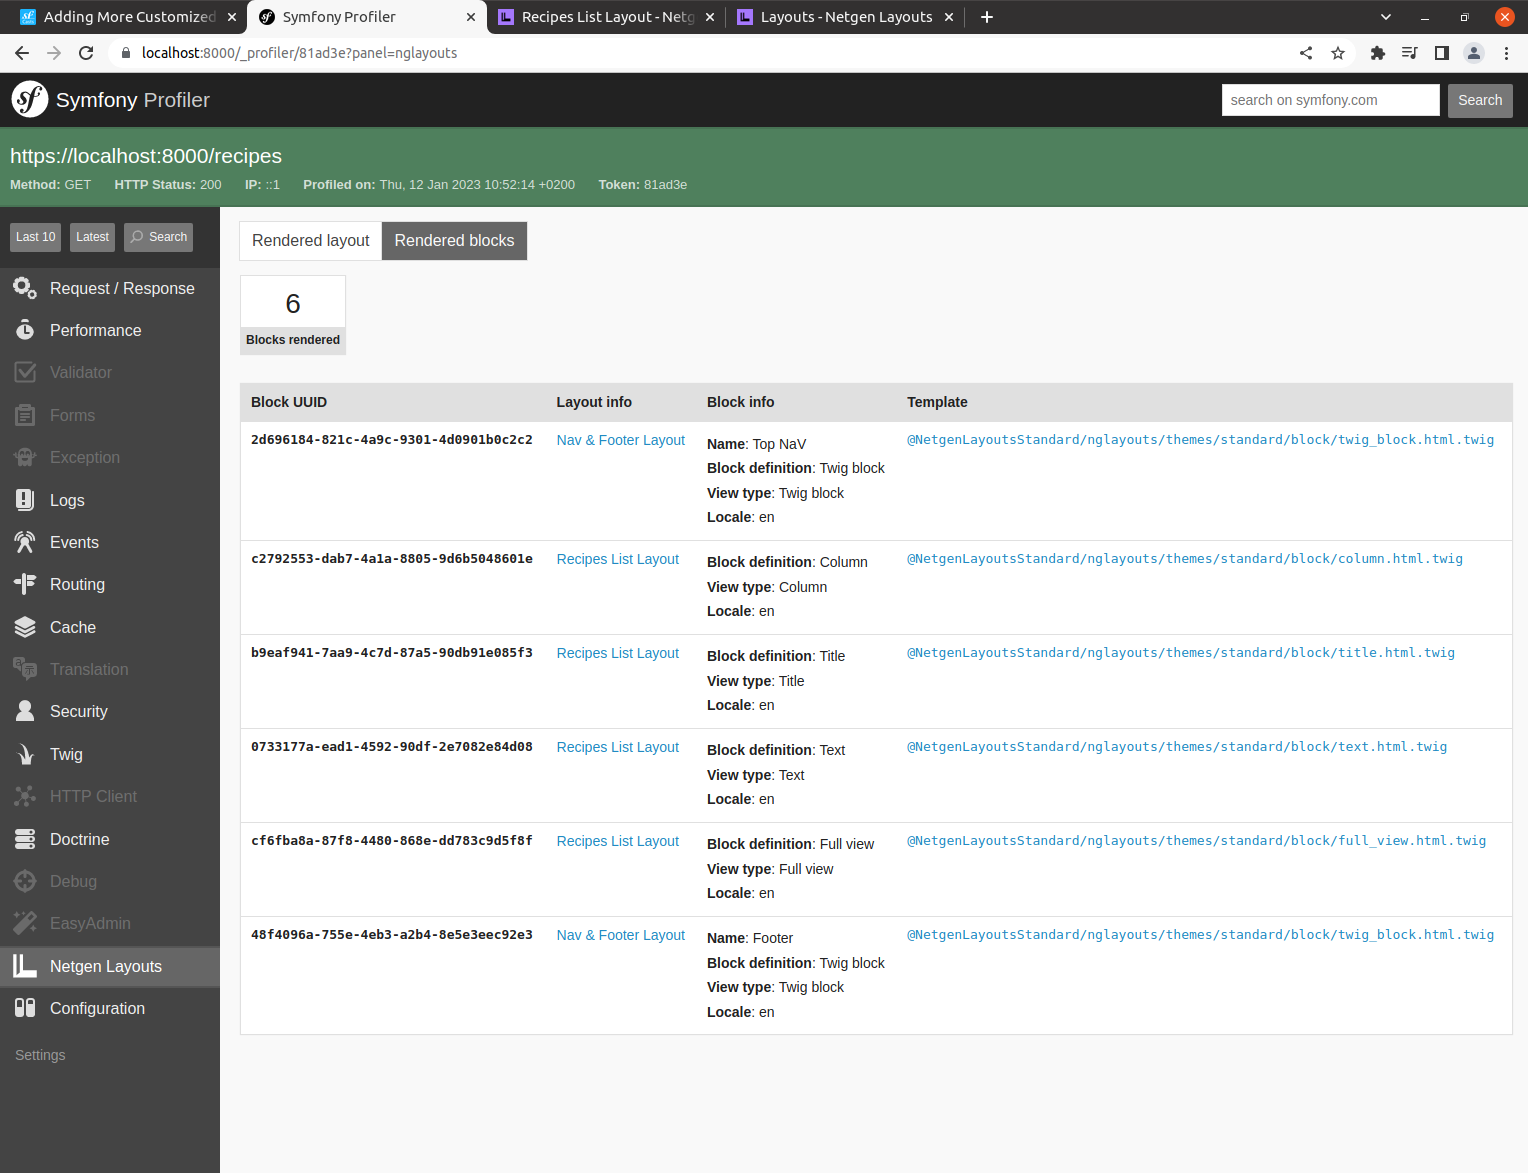 Adding More Customized
Symfony Profiler
Recipes List Layout - Netg
Layouts - Netgen Layouts
localhost:8000/_profiler/81ad3e?panel=nglayouts
sf Symfony Profiler
search on symfony.com
Search
https://localhost:8000/recipes
Method: GET HTTP Status: 200 IP: ::1 Profiled on: Thu, 12 Jan 2023 10:52:14 +0200 Token: 81ad3e
Last 10
Latest
Search
Request / Response
Performance
Validator
Forms
Exception
Logs
Events
Routing
Cache
Translation
Security
Twig
HTTP Client
Doctrine
Debug
EasyAdmin
Netgen Layouts
Configuration
Settings
Rendered layout
Rendered blocks
6
Blocks rendered
Block UUID Layout info Block info Template
2d696184-821c-4a9c-9301-4d0901b0c2c2 Nav & Footer Layout Name: Top NaV @NetgenLayoutsStandard/nglayouts/themes/standard/block/twig_block.html.twig
Block definition: Twig block
View type: Twig block
Locale: en
c2792553-dab7-4a1a-8805-9d6b5048601e Recipes List Layout Block definition: Column @NetgenLayoutsStandard/nglayouts/themes/standard/block/column.html.twig
View type: Column
Locale: en
b9eaf941-7aa9-4c7d-87a5-90db91e085f3 Recipes List Layout Block definition: Title @NetgenLayoutsStandard/nglayouts/themes/standard/block/title.html.twig
View type: Title
Locale: en
0733177a-ead1-4592-90df-2e7082e84d08 Recipes List Layout Block definition: Text @NetgenLayoutsStandard/nglayouts/themes/standard/block/text.html.twig
View type: Text
Locale: en
cf6fba8a-87f8-4480-868e-dd783c9d5f8f Recipes List Layout Block definition: Full view @NetgenLayoutsStandard/nglayouts/themes/standard/block/full_view.html.twig
View type: Full view
Locale: en
48f4096a-755e-4eb3-a2b4-8e5e3eec92e3 Nav & Footer Layout Name: Footer @NetgenLayoutsStandard/nglayouts/themes/standard/block/twig_block.html.twig
Block definition: Twig block
View type: Twig block
Locale: en